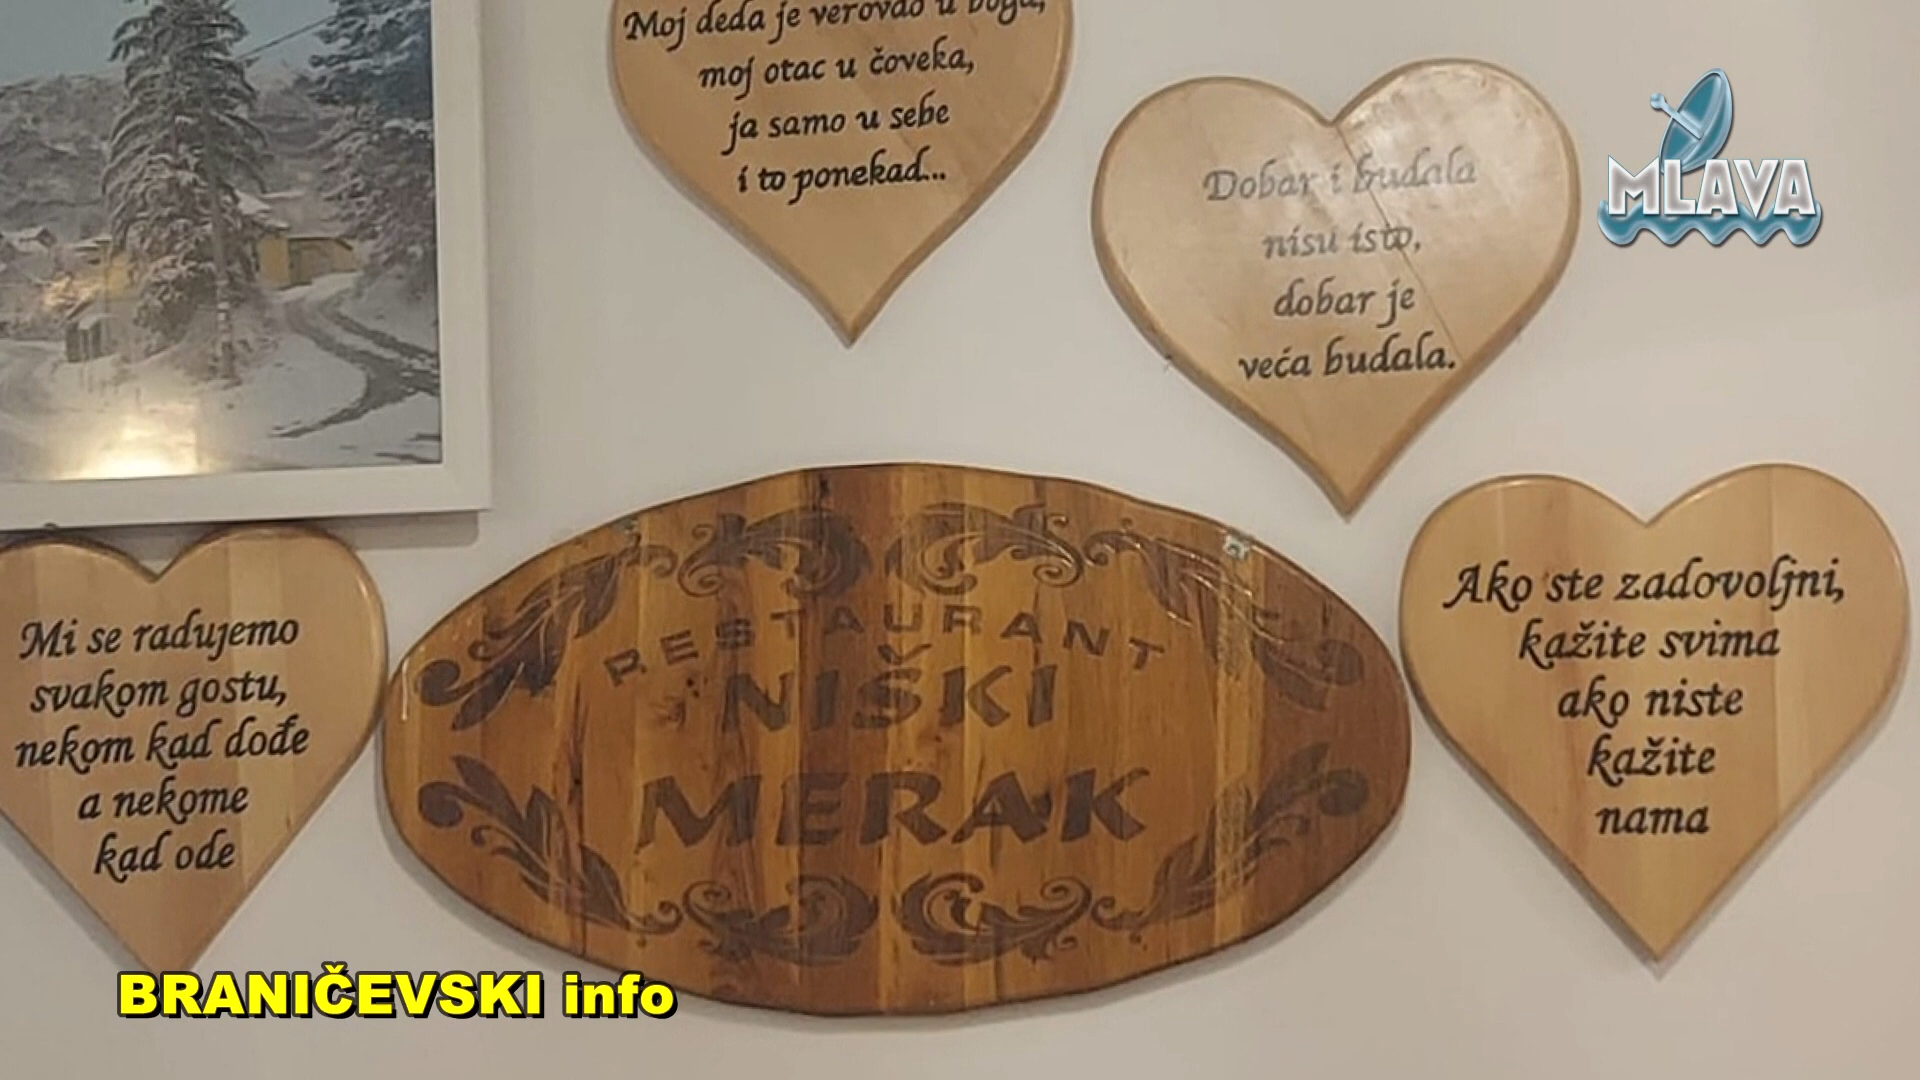 Moj deda je verovao u boga,
moj otac u čoveka,
ja samo u sebe
i to ponekad...
Dobar i budala
nisu isto,
dobar je
veća budala.
MLAVA
Mi se radujemo
svakom gostu,
nekom kad dođe
a nekome
kad ode
RESTAURANT
NIŠKI
MERAK
Ako ste zadovoljni,
kažite svima
ako niste
kažite
nama
BRANIČEVSKI info